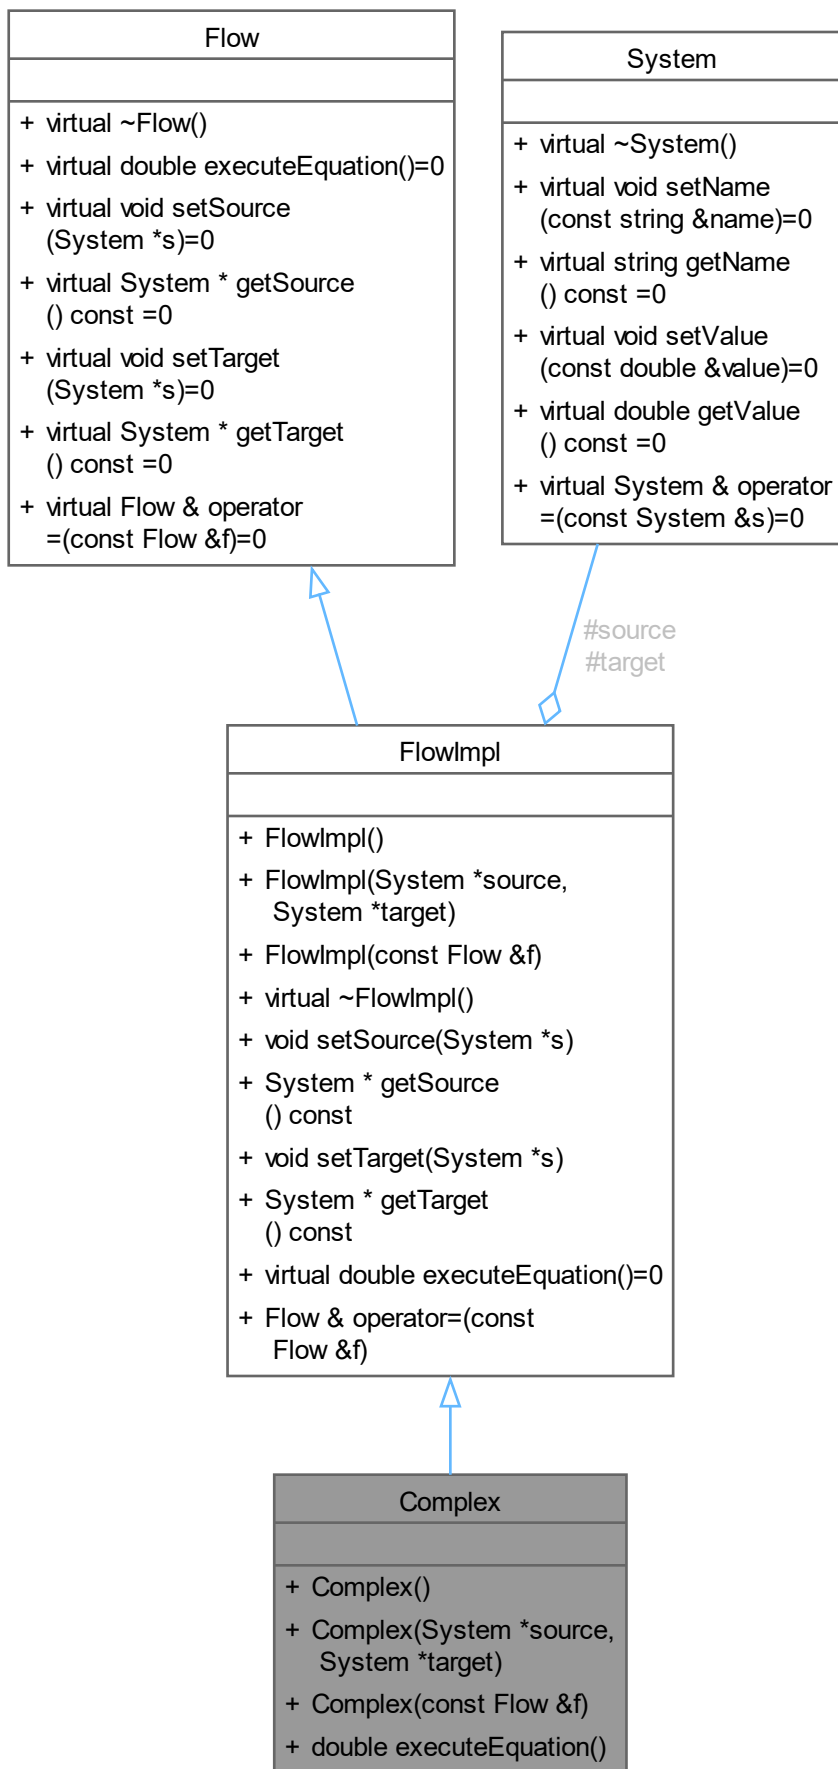 Flow
+ virtual ~Flow()
+ virtual double executeEquation()=0
+ virtual void setSource
(System *s)=0
+ virtual System * getSource
() const =0
+ virtual void setTarget
(System *s)=0
+ virtual System * getTarget
() const =0
+ virtual Flow & operator
=(const Flow &f)=0
System
+ virtual ~System()
+ virtual void setName
(const string &name)=0
+ virtual string getName
() const =0
+ virtual void setValue
(const double &value)=0
+ virtual double getValue
() const =0
+ virtual System & operator
=(const System &s)=0
#source
#target
FlowImpl
+ FlowImpl()
+ FlowImpl(System *source,
System *target)
+ FlowImpl(const Flow &f)
+ virtual ~FlowImpl()
+ void setSource(System *s)
+ System * getSource
() const
+ void setTarget(System *s)
+ System * getTarget
() const
+ virtual double executeEquation()=0
+ Flow & operator=(const
Flow &f)
Complex
+ Complex()
+ Complex(System *source,
System *target)
+ Complex(const Flow &f)
+ double executeEquation()